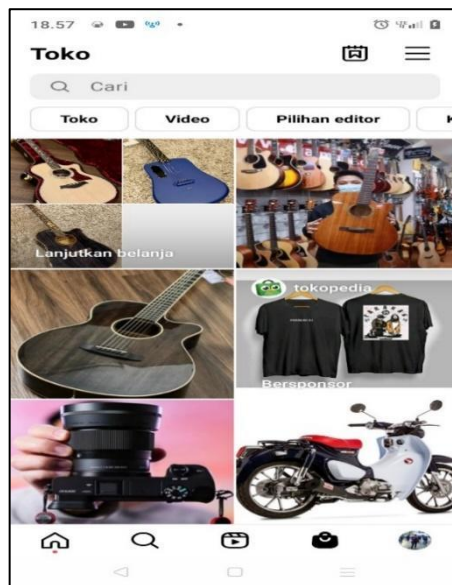 18.57
Toko
Cari
Toko
Video
Pilihan editor
Lanjutkan belanja
tokopedia
Bersponsor